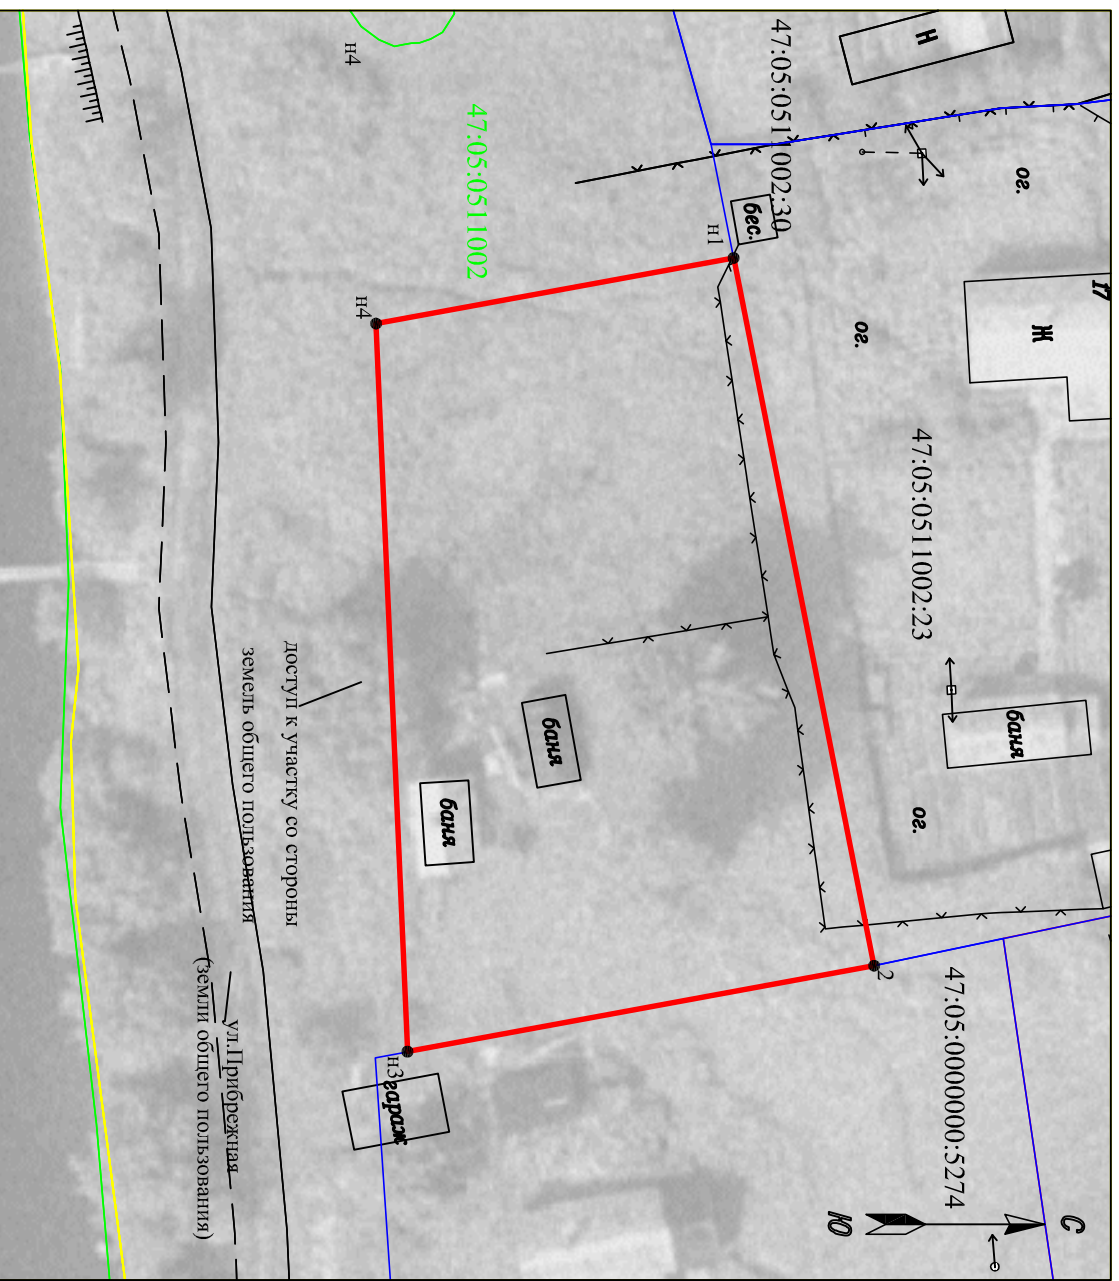 Н
47:05:0511002:30
н4
ог.
47:05:0511002
бес.
н1
17
Ж
ог.
н4
47:05:0511002:23
доступ к участку со стороны
земель общего пользования
баня
баня
баня
ог.
2
47:05:0000000:5274
н3
гараж
ул.Прибрежная
(земли общего пользования)
С
Ю